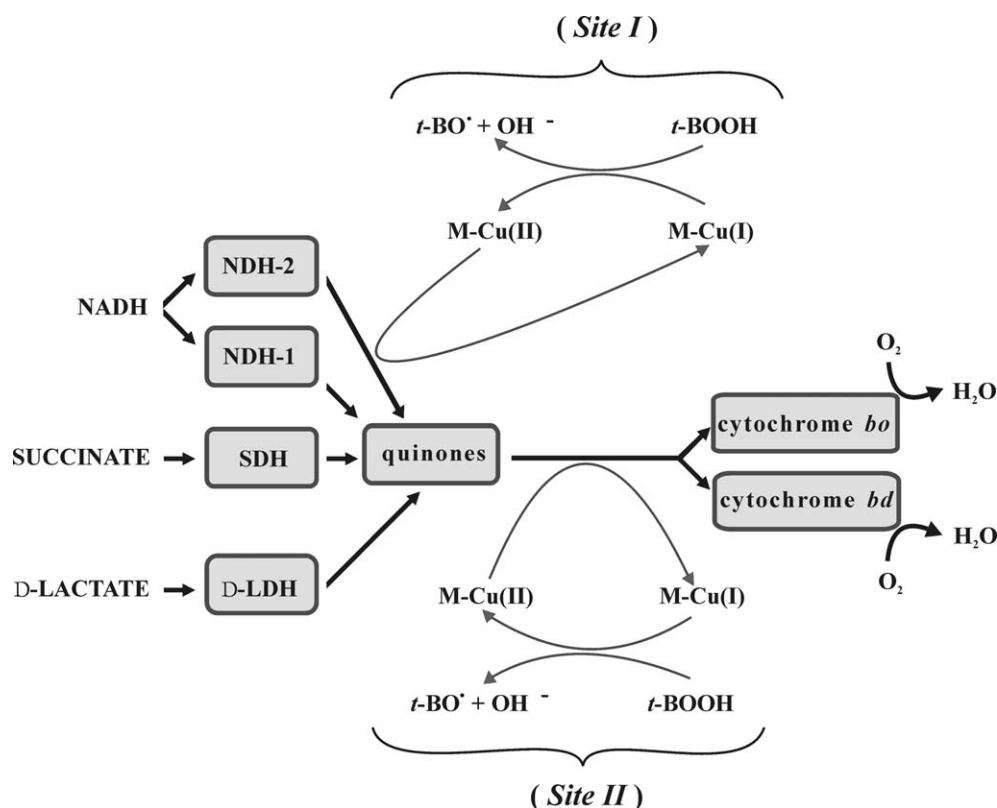 ( Site I )
t-BO• + OH - t-BOOH
M-Cu(II) M-Cu(I)
NDH-2
NADH
NDH-1
O2
H2O
cytochrome bo
SUCCINATE SDH quinones
cytochrome bd
H2O
O2
D-LACTATE D-LDH
M-Cu(II) M-Cu(I)
t-BO• + OH - t-BOOH
( Site II )